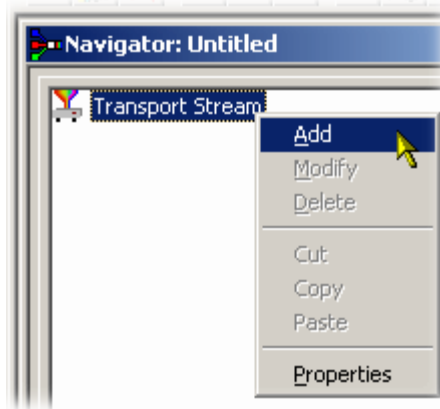 Navigator: Untitled
Transport Stream
Add
Modify
Delete
Cut
Copy
Paste
Properties